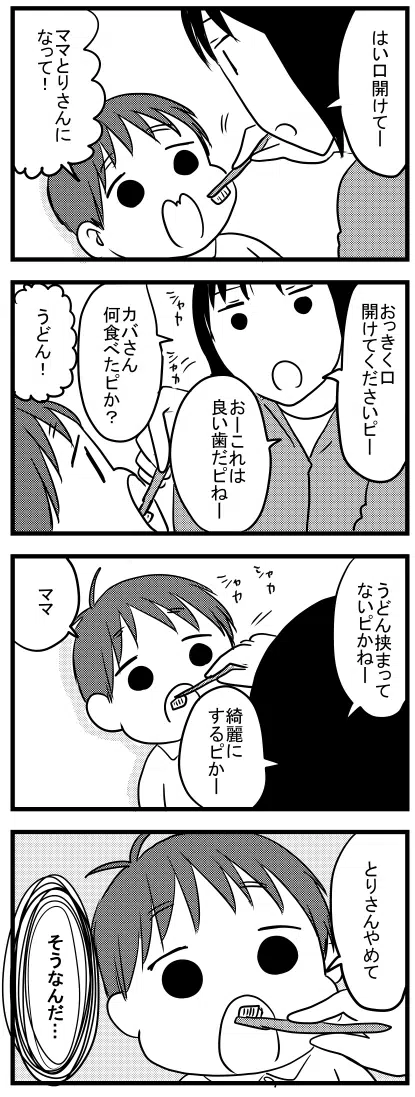 はい口開けてー
ママとりさんに
なって！
おっきく口
開けてくださいピー
おーこれは
良い歯だピねー
シャカ
シャカ
カバさん
何食べたピか？
うどん！
うどん挟まって
ないピかねー
シャカ
シャカ
綺麗に
するピかー
ママ
とりさんやめて
そうなんだ…